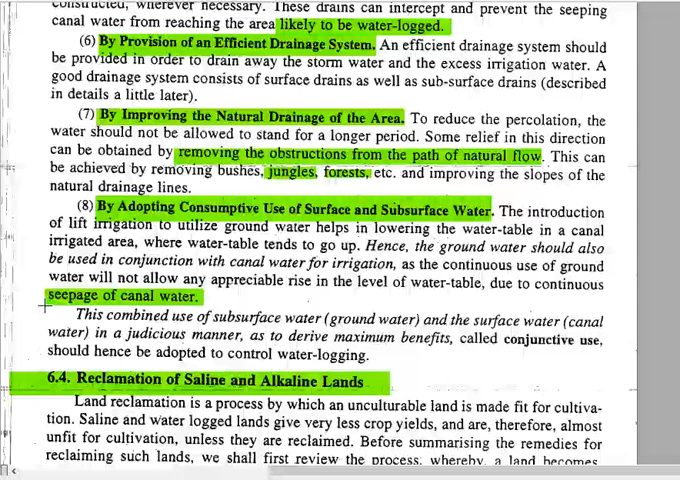 constructed, wherever necessary. These drains can intercept and prevent the seeping
canal water from reaching the area likely to be water-logged.
(6) By Provision of an Efficient Drainage System. An efficient drainage system should
be provided in order to drain away the storm water and the excess irrigation water. A
good drainage system consists of surface drains as well as sub-surface drains (described
in details a little later).
(7) By Improving the Natural Drainage of the Area. To reduce the percolation, the
water should not be allowed to stand for a longer period. Some relief in this direction
can be obtained by removing the obstructions from the path of natural flow. This can
be achieved by removing bushes, jungles, forests, etc. and improving the slopes of the
natural drainage lines.
(8) By Adopting Consumptive Use of Surface and Subsurface Water. The introduction
of lift irrigation to utilize ground water helps in lowering the water-table in a canal
irrigated area, where water-table tends to go up. Hence, the ground water should also
be used in conjunction with canal water for irrigation, as the continuous use of ground
water will not allow any appreciable rise in the level of water-table, due to continuous
seepage of canal water.
This combined use of subsurface water (ground water) and the surface water (canal
water) in a judicious manner, as to derive maximum benefits, called conjunctive use,
should hence be adopted to control water-logging.
6.4. Reclamation of Saline and Alkaline Lands
Land reclamation is a process by which an unculturable land is made fit for cultiva-
tion. Saline and water logged lands give very less crop yields, and are, therefore, almost
unfit for cultivation, unless they are reclaimed. Before summarising the remedies for
reclaiming such lands, we shall first review the process, whereby, a land becomes